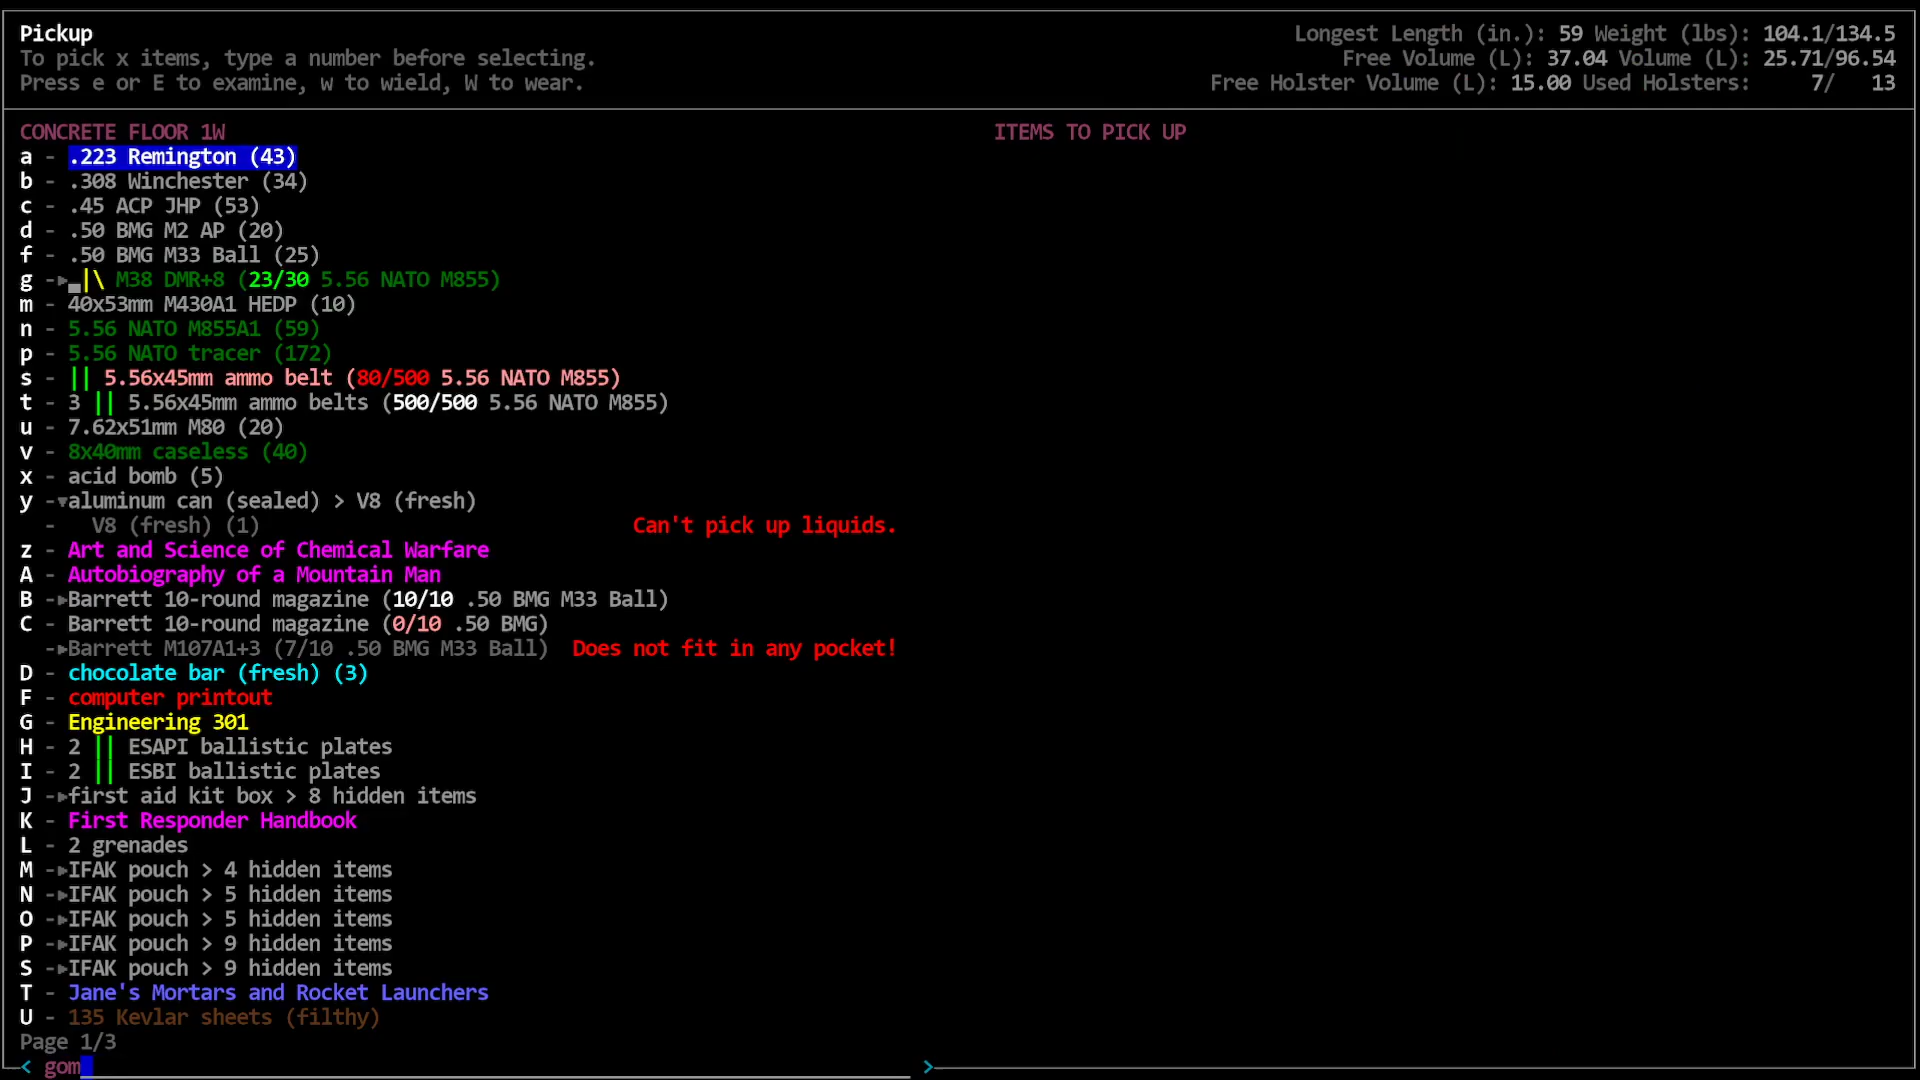 Pickup
To pick x items, type a number before selecting.
Press e or E to examine, w to wield, W to wear.
Longest Length (in.): 59 Weight (lbs): 104.1/134.5
Free Volume (L): 37.04 Volume (L): 25.71/96.54
Free Holster Volume (L): 15.00 Used Holsters: 7/ 13
CONCRETE FLOOR 1W
ITEMS TO PICK UP
a - .223 Remington (43)
b - .308 Winchester (34)
c - .45 ACP JHP (53)
d - .50 BMG M2 AP (20)
f - .50 BMG M33 Ball (25)
g -▸▄|\ M38 DMR+8 (23/30 5.56 NATO M855)
m - 40x53mm M430A1 HEDP (10)
n - 5.56 NATO M855A1 (59)
p - 5.56 NATO tracer (172)
s - || 5.56x45mm ammo belt (80/500 5.56 NATO M855)
t - 3 || 5.56x45mm ammo belts (500/500 5.56 NATO M855)
u - 7.62x51mm M80 (20)
v - 8x40mm caseless (40)
x - acid bomb (5)
y -▾aluminum can (sealed) > V8 (fresh)
- V8 (fresh) (1) Can't pick up liquids.
z - Art and Science of Chemical Warfare
A - Autobiography of a Mountain Man
B -▸Barrett 10-round magazine (10/10 .50 BMG M33 Ball)
C - Barrett 10-round magazine (0/10 .50 BMG)
-▸Barrett M107A1+3 (7/10 .50 BMG M33 Ball) Does not fit in any pocket!
D - chocolate bar (fresh) (3)
F - computer printout
G - Engineering 301
H - 2 || ESAPI ballistic plates
I - 2 || ESBI ballistic plates
J -▸first aid kit box > 8 hidden items
K - First Responder Handbook
L - 2 grenades
M -▸IFAK pouch > 4 hidden items
N -▸IFAK pouch > 5 hidden items
O -▸IFAK pouch > 5 hidden items
P -▸IFAK pouch > 9 hidden items
S -▸IFAK pouch > 9 hidden items
T - Jane's Mortars and Rocket Launchers
U - 135 Kevlar sheets (filthy)
Page 1/3
< gom >